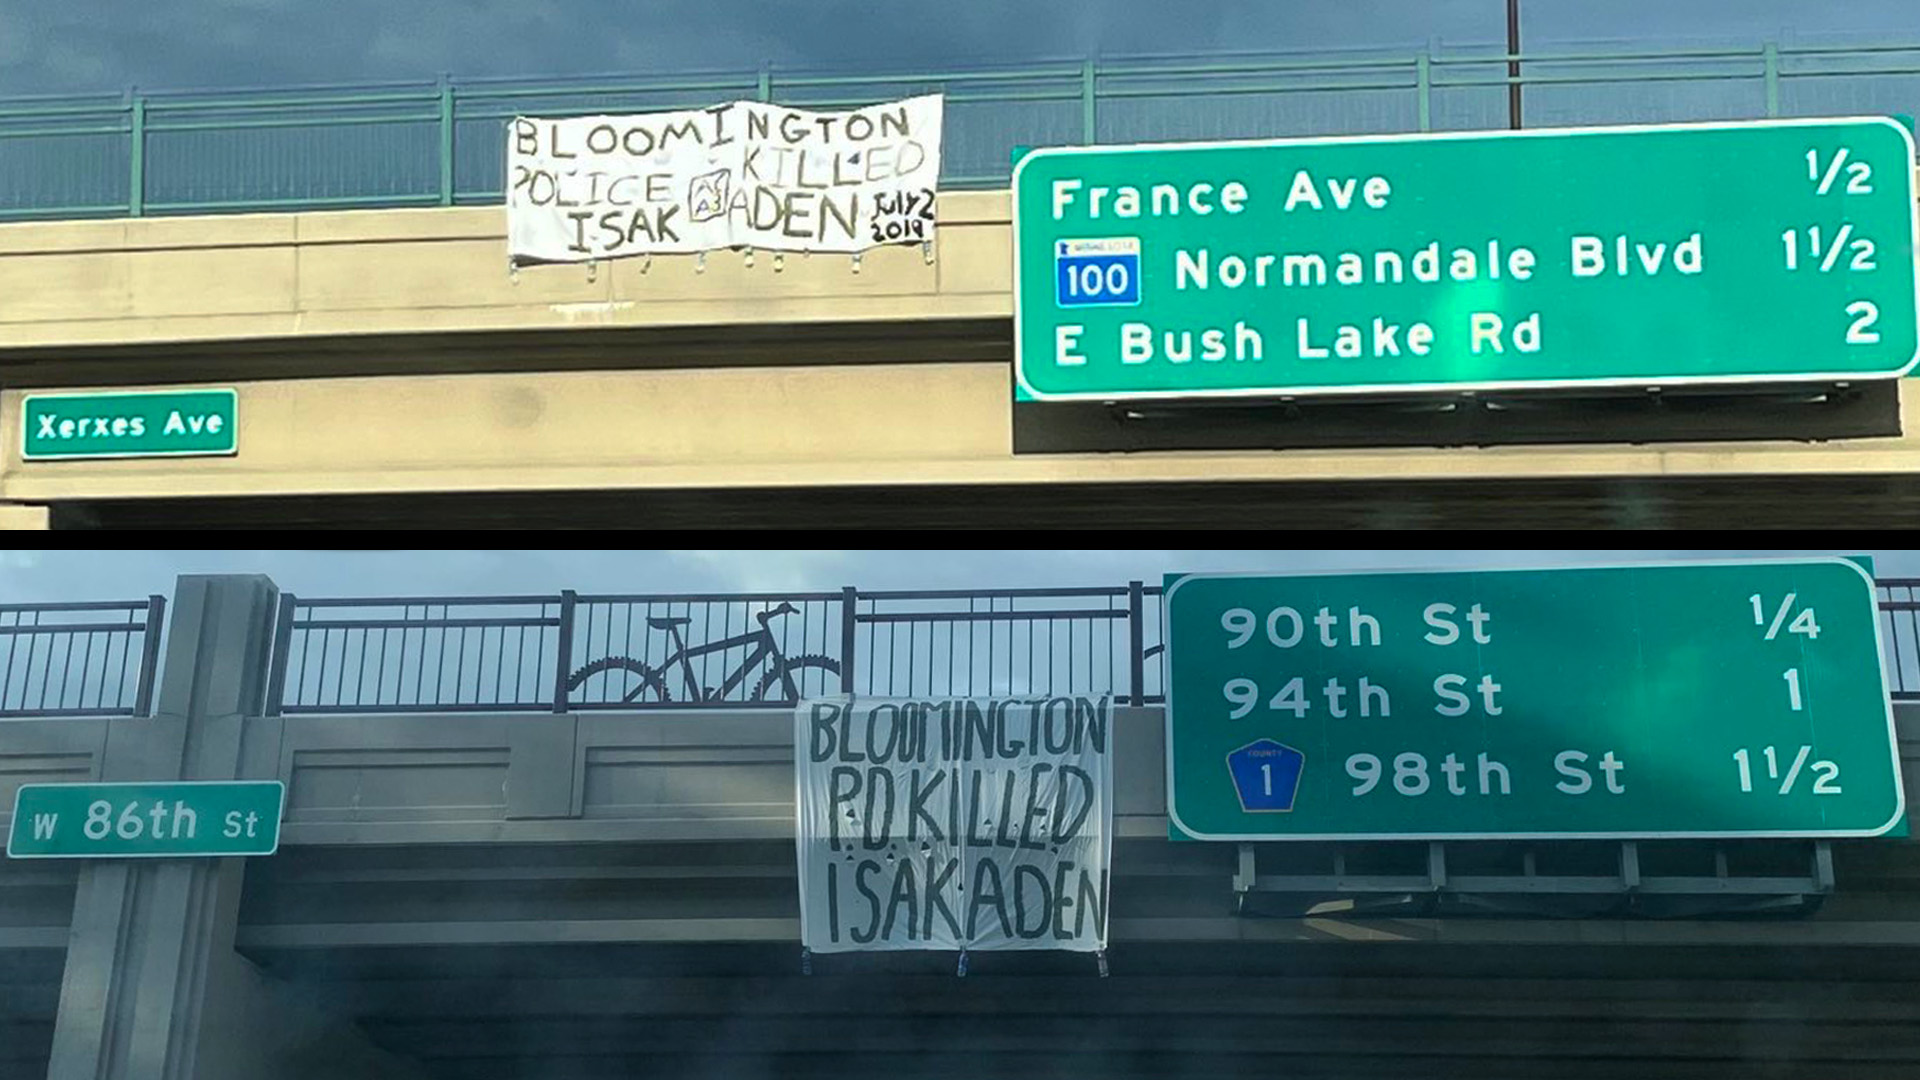 BLOOMINGTON
POLICE KILLED
ISAK ADEN July 2
2019
France Ave 1/2
100 Normandale Blvd 1 1/2
E Bush Lake Rd 2
Xerxes Ave
90th St 1/4
94th St 1
COUNTY
1 98th St 1 1/2
W 86th St
BLOOMINGTON
P.D. KILLED
ISAK ADEN